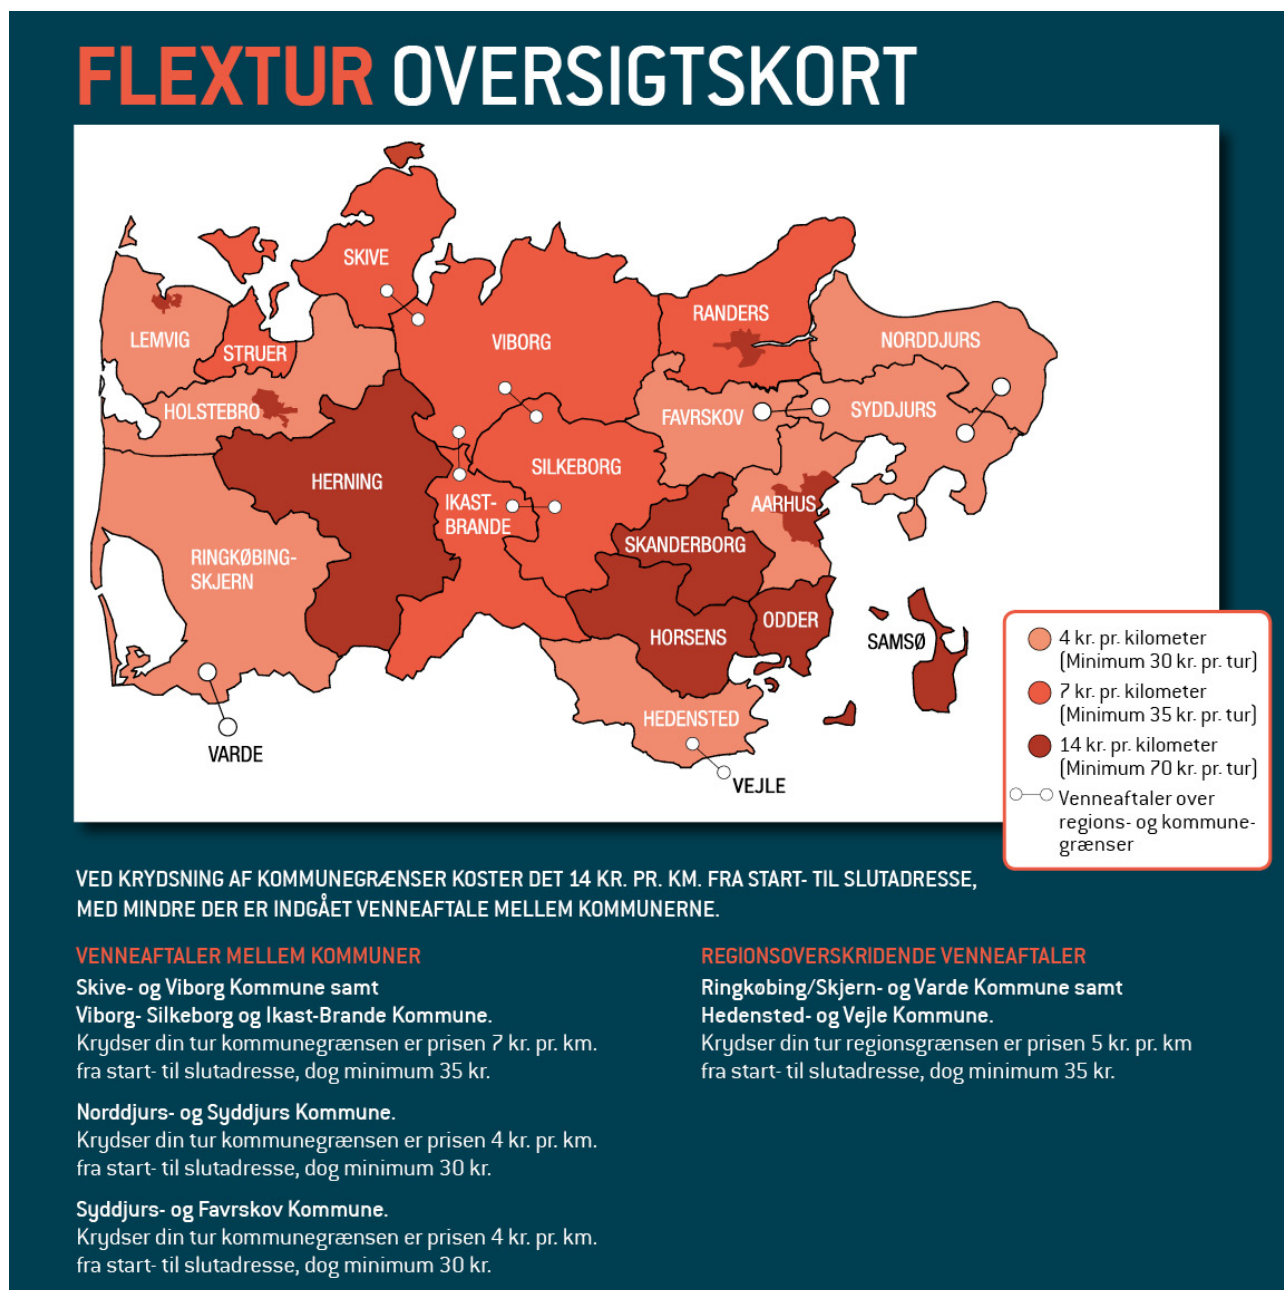 FLEXTUR OVERSIGTSKORT
SKIVE
LEMVIG
STRUER
VIBORG
RANDERS
NORDDJURS
HOLSTEBRO
FAVRSKOV
SYDDJURS
HERNING
SILKEBORG
IKAST-
BRANDE
AARHUS
RINGKØBING-
SKJERN
SKANDERBORG
HORSENS
ODDER
SAMSØ
HEDENSTED
VARDE
VEJLE
4 kr. pr. kilometer
(Minimum 30 kr. pr. tur)
7 kr. pr. kilometer
(Minimum 35 kr. pr. tur)
14 kr. pr. kilometer
(Minimum 70 kr. pr. tur)
Venneaftaler over
regions- og kommune-
grænser
VED KRYDSNING AF KOMMUNEGRÆNSER KOSTER DET 14 KR. PR. KM. FRA START- TIL SLUTADRESSE,
MED MINDRE DER ER INDGÅET VENNEAFTALE MELLEM KOMMUNERNE.
VENNEAFTALER MELLEM KOMMUNER
Skive- og Viborg Kommune samt
Viborg- Silkeborg og Ikast-Brande Kommune.
Krydser din tur kommunegrænsen er prisen 7 kr. pr. km.
fra start- til slutadresse, dog minimum 35 kr.
Norddjurs- og Syddjurs Kommune.
Krydser din tur kommunegrænsen er prisen 4 kr. pr. km.
fra start- til slutadresse, dog minimum 30 kr.
Syddjurs- og Favrskov Kommune.
Krydser din tur kommunegrænsen er prisen 4 kr. pr. km.
fra start- til slutadresse, dog minimum 30 kr.
REGIONSOVERSKRIDENDE VENNEAFTALER
Ringkøbing/Skjern- og Varde Kommune samt
Hedensted- og Vejle Kommune.
Krydser din tur regionsgrænsen er prisen 5 kr. pr. km
fra start- til slutadresse, dog minimum 35 kr.